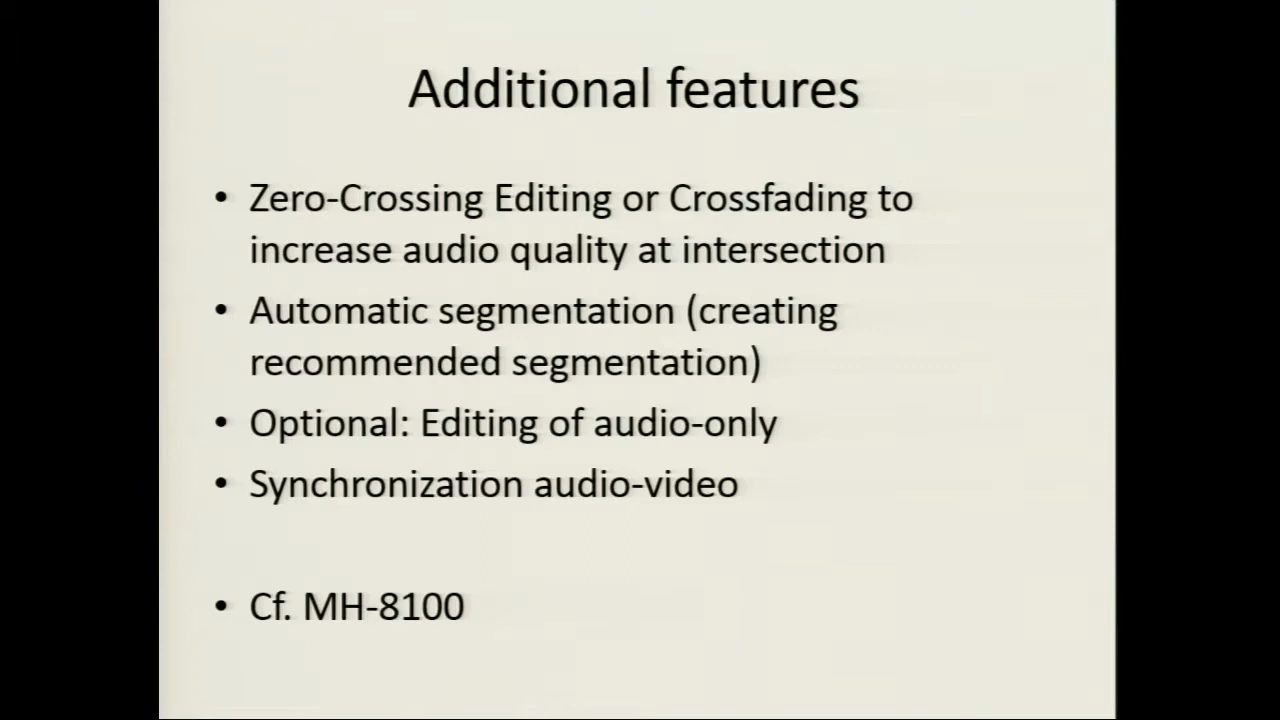 Additional features
• Zero-Crossing Editing or Crossfading to
increase audio quality at intersection
• Automatic segmentation (creating
recommended segmentation)
• Optional: Editing of audio-only
• Synchronization audio-video
• Cf. MH-8100